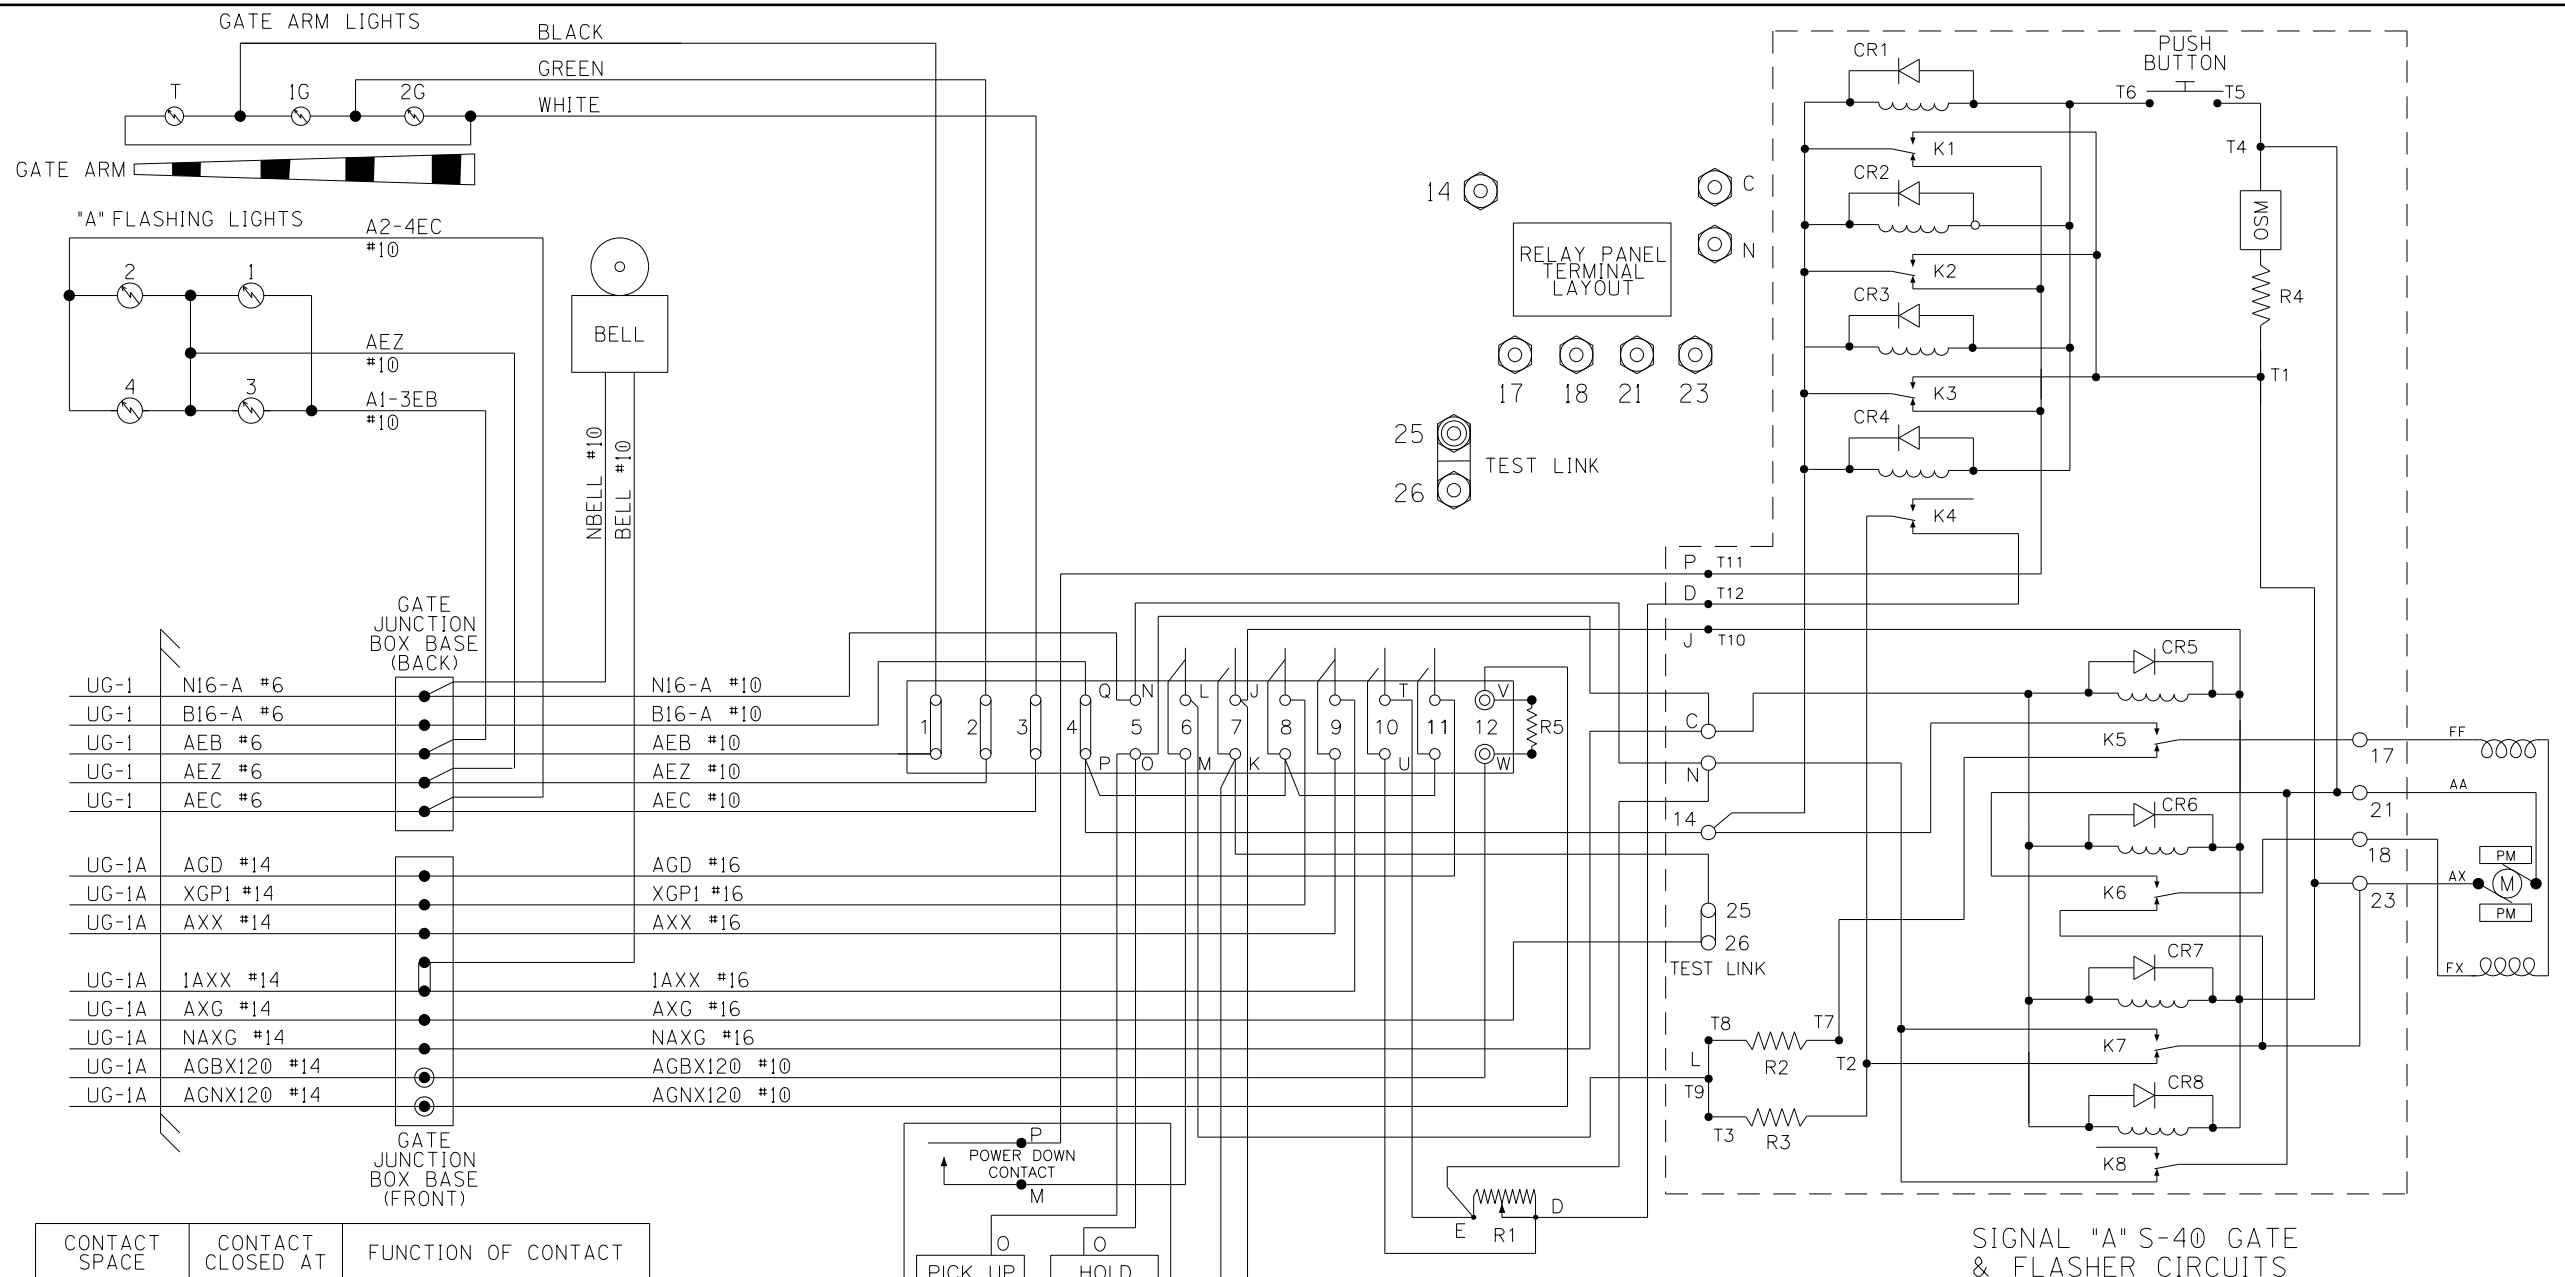 GATE ARM LIGHTS
BLACK
GREEN
WHITE
T
1G
2G
GATE ARM
"A" FLASHING LIGHTS
A2-4EC
#10
2
1
AEZ
#10
4
3
A1-3EB
#10
BELL
NBELL #10
BELL #10
GATE
JUNCTION
BOX BASE
(BACK)
UG-1 N16-A #6 N16-A #10
UG-1 B16-A #6 B16-A #10
UG-1 AEB #6 AEB #10
UG-1 AEZ #6 AEZ #10
UG-1 AEC #6 AEC #10
UG-1A AGD #14 AGD #16
UG-1A XGP1 #14 XGP1 #16
UG-1A AXX #14 AXX #16
UG-1A 1AXX #14 1AXX #16
UG-1A AXG #14 AXG #16
UG-1A NAXG #14 NAXG #16
UG-1A AGBX120 #14 AGBX120 #10
UG-1A AGNX120 #14 AGNX120 #10
GATE
JUNCTION
BOX BASE
(FRONT)
CONTACT
SPACE
CONTACT
CLOSED AT
FUNCTION OF CONTACT
Q N L J T V
1 2 3 4 5 6 7 8 9 10 11 12 R5
P O M K U W
P
POWER DOWN
CONTACT
M
O
PICK UP
O
HOLD
E
R1
D
14
C
N
RELAY PANEL
TERMINAL
LAYOUT
17 18 21 23
25
26
TEST LINK
CR1
K1
CR2
K2
CR3
K3
CR4
K4
PUSH
BUTTON
T6
T5
T4
OSM
R4
T1
P T11
D T12
J T10
C
N
14
25
26
TEST LINK
T8
T7
R2
L
T9
T2
T3
R3
CR5
K5
CR6
K6
CR7
K7
CR8
K8
17
21
18
23
FF
AA
AX
FX
PM
M
PM
SIGNAL "A" S-40 GATE
& FLASHER CIRCUITS